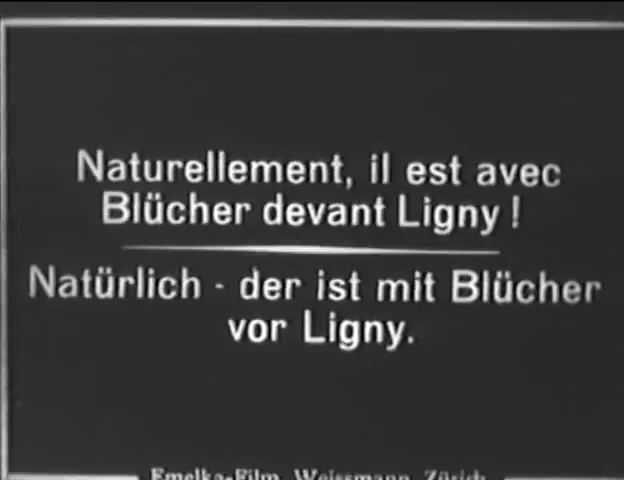 Naturellement, il est avec
Blücher devant Ligny !
Natürlich - der ist mit Blücher
vor Ligny.
Emelka-Film, Weissmann, Zürich